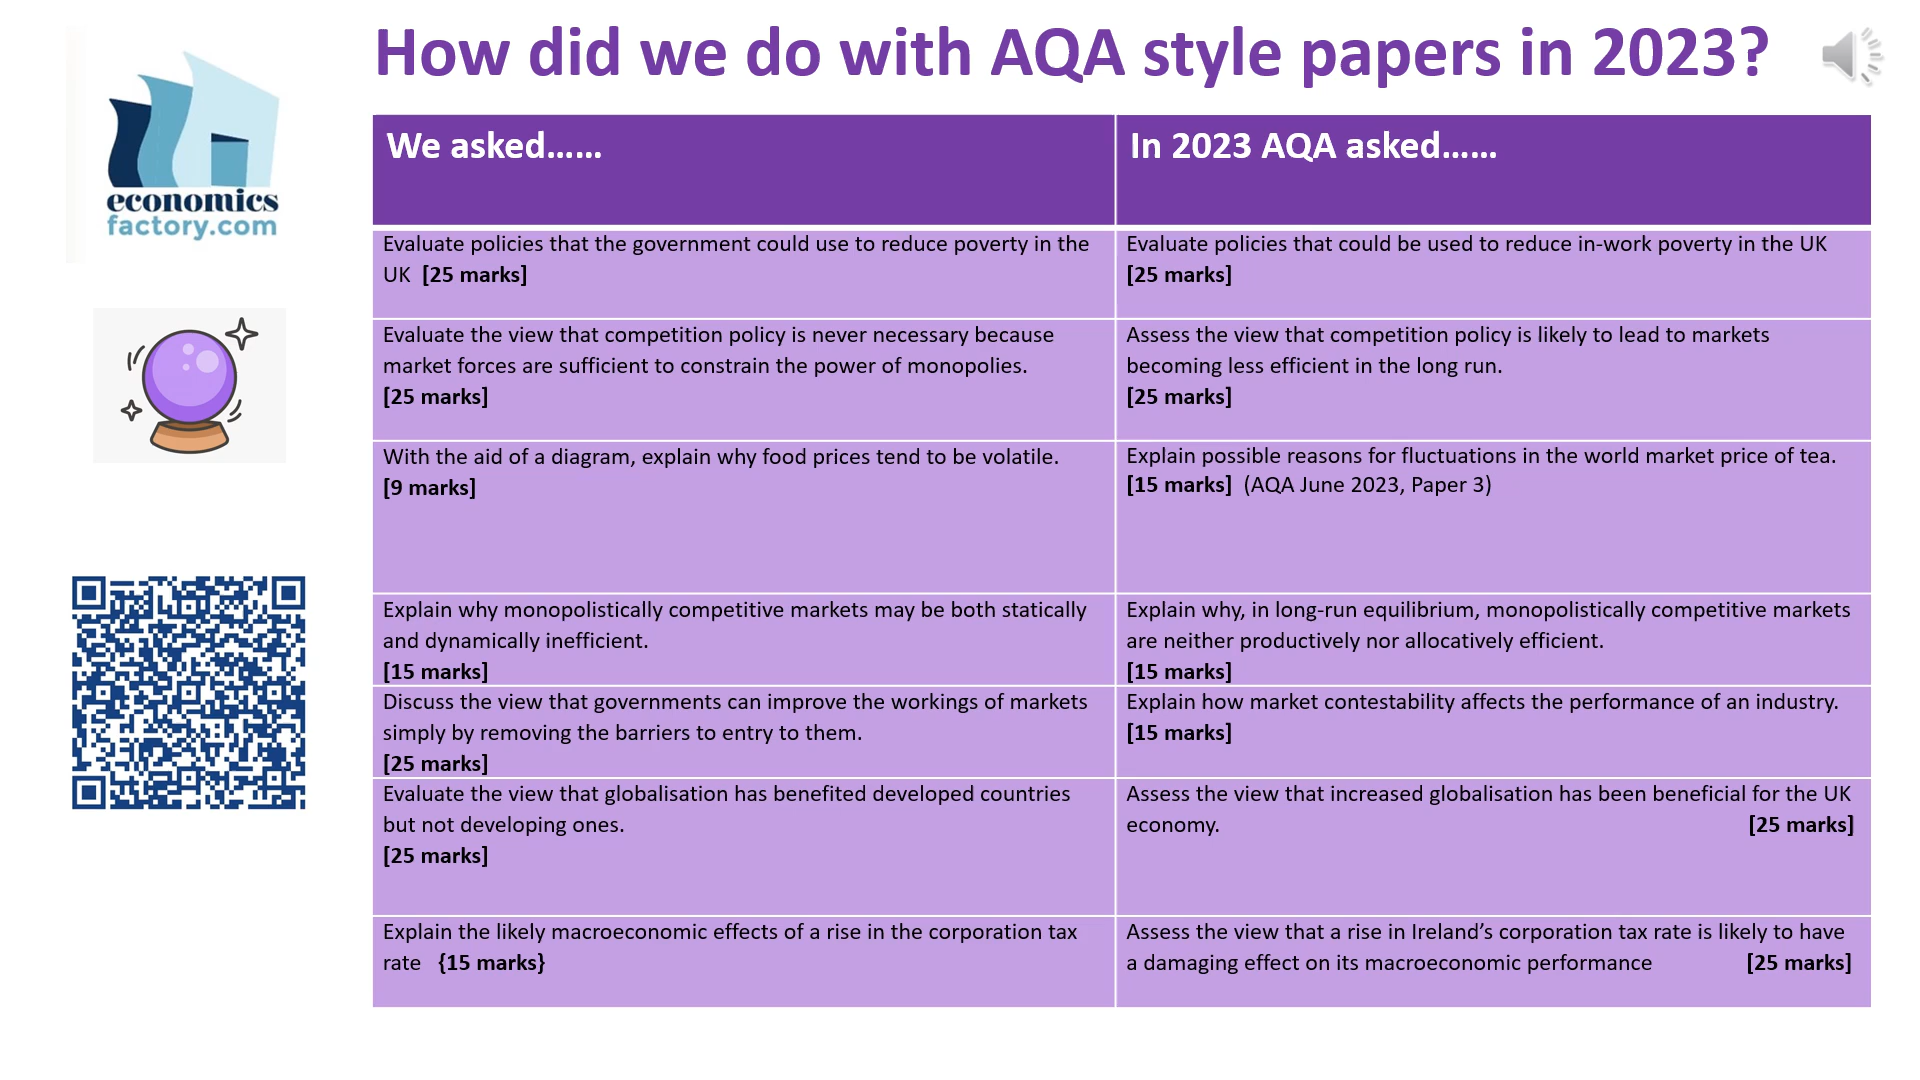 How did we do with AQA style papers in 2023?
economics
factory.com
We asked......
In 2023 AQA asked......
Evaluate policies that the government could use to reduce poverty in the
UK [25 marks]
Evaluate policies that could be used to reduce in-work poverty in the UK
[25 marks]
Evaluate the view that competition policy is never necessary because
market forces are sufficient to constrain the power of monopolies.
[25 marks]
Assess the view that competition policy is likely to lead to markets
becoming less efficient in the long run.
[25 marks]
With the aid of a diagram, explain why food prices tend to be volatile.
[9 marks]
Explain possible reasons for fluctuations in the world market price of tea.
[15 marks] (AQA June 2023, Paper 3)
Explain why monopolistically competitive markets may be both statically
and dynamically inefficient.
[15 marks]
Explain why, in long-run equilibrium, monopolistically competitive markets
are neither productively nor allocatively efficient.
[15 marks]
Discuss the view that governments can improve the workings of markets
simply by removing the barriers to entry to them.
[25 marks]
Explain how market contestability affects the performance of an industry.
[15 marks]
Evaluate the view that globalisation has benefited developed countries
but not developing ones.
[25 marks]
Assess the view that increased globalisation has been beneficial for the UK
economy. [25 marks]
Explain the likely macroeconomic effects of a rise in the corporation tax
rate {15 marks}
Assess the view that a rise in Ireland’s corporation tax rate is likely to have
a damaging effect on its macroeconomic performance [25 marks]